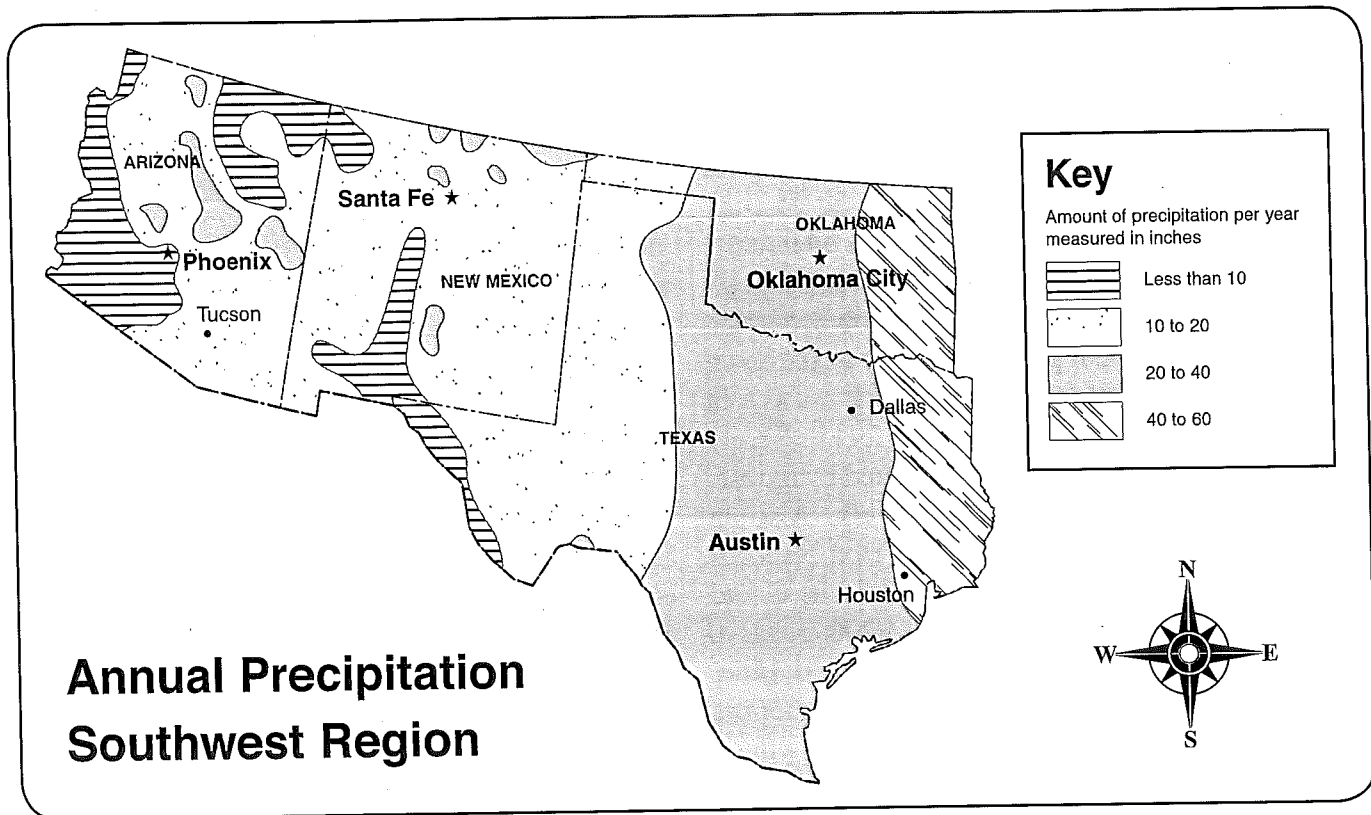 ARIZONA
Santa Fe
OKLAHOMA
Phoenix
NEW MEXICO
Oklahoma City
Tucson
Dallas
TEXAS
Austin
Houston
Key
Amount of precipitation per year
measured in inches
Less than 10
10 to 20
20 to 40
40 to 60
N
W
E
S
Annual Precipitation
Southwest Region